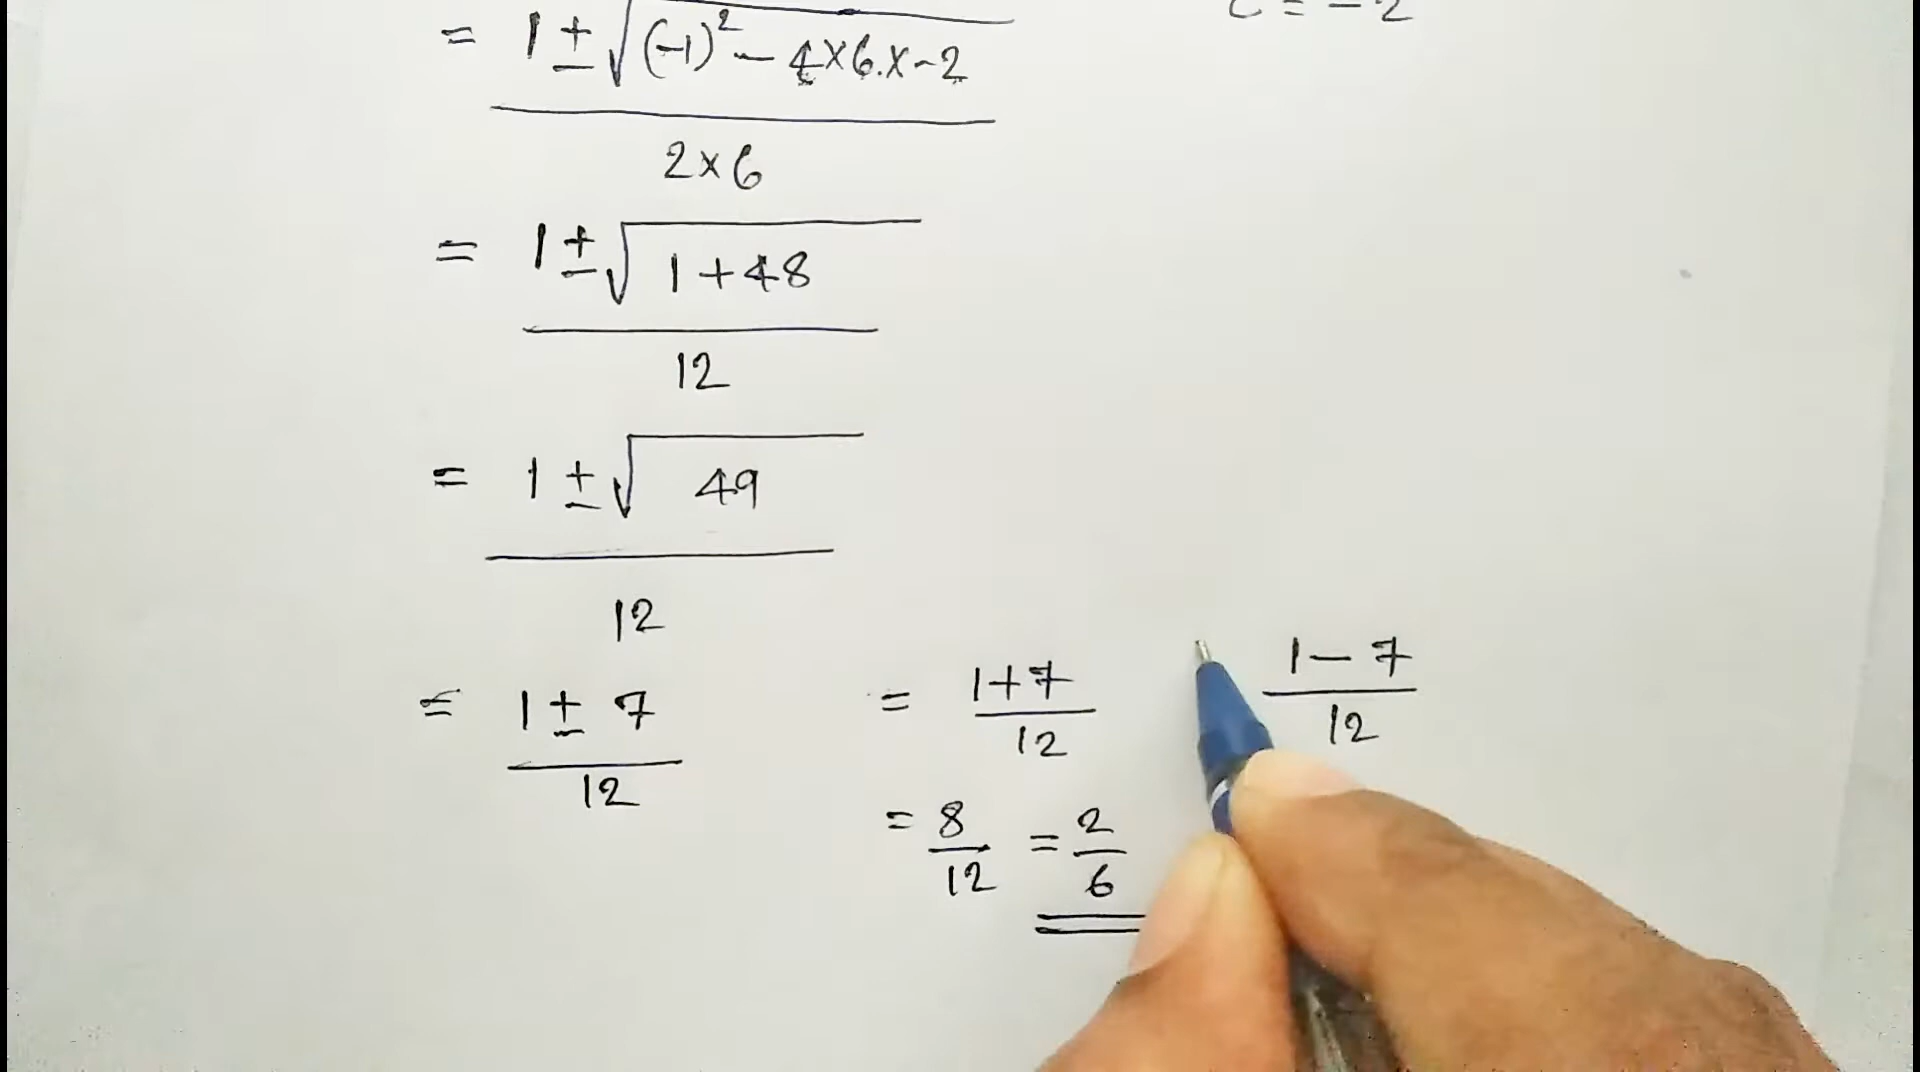 c = -2
= 1 ± √(-1)² - 4×6.×-2
2×6
= 1 ± √1+48
12
= 1 ± √49
12
= 1 ± 7
12
= 1+7
12
1-7
12
= 8/12 = 2/6